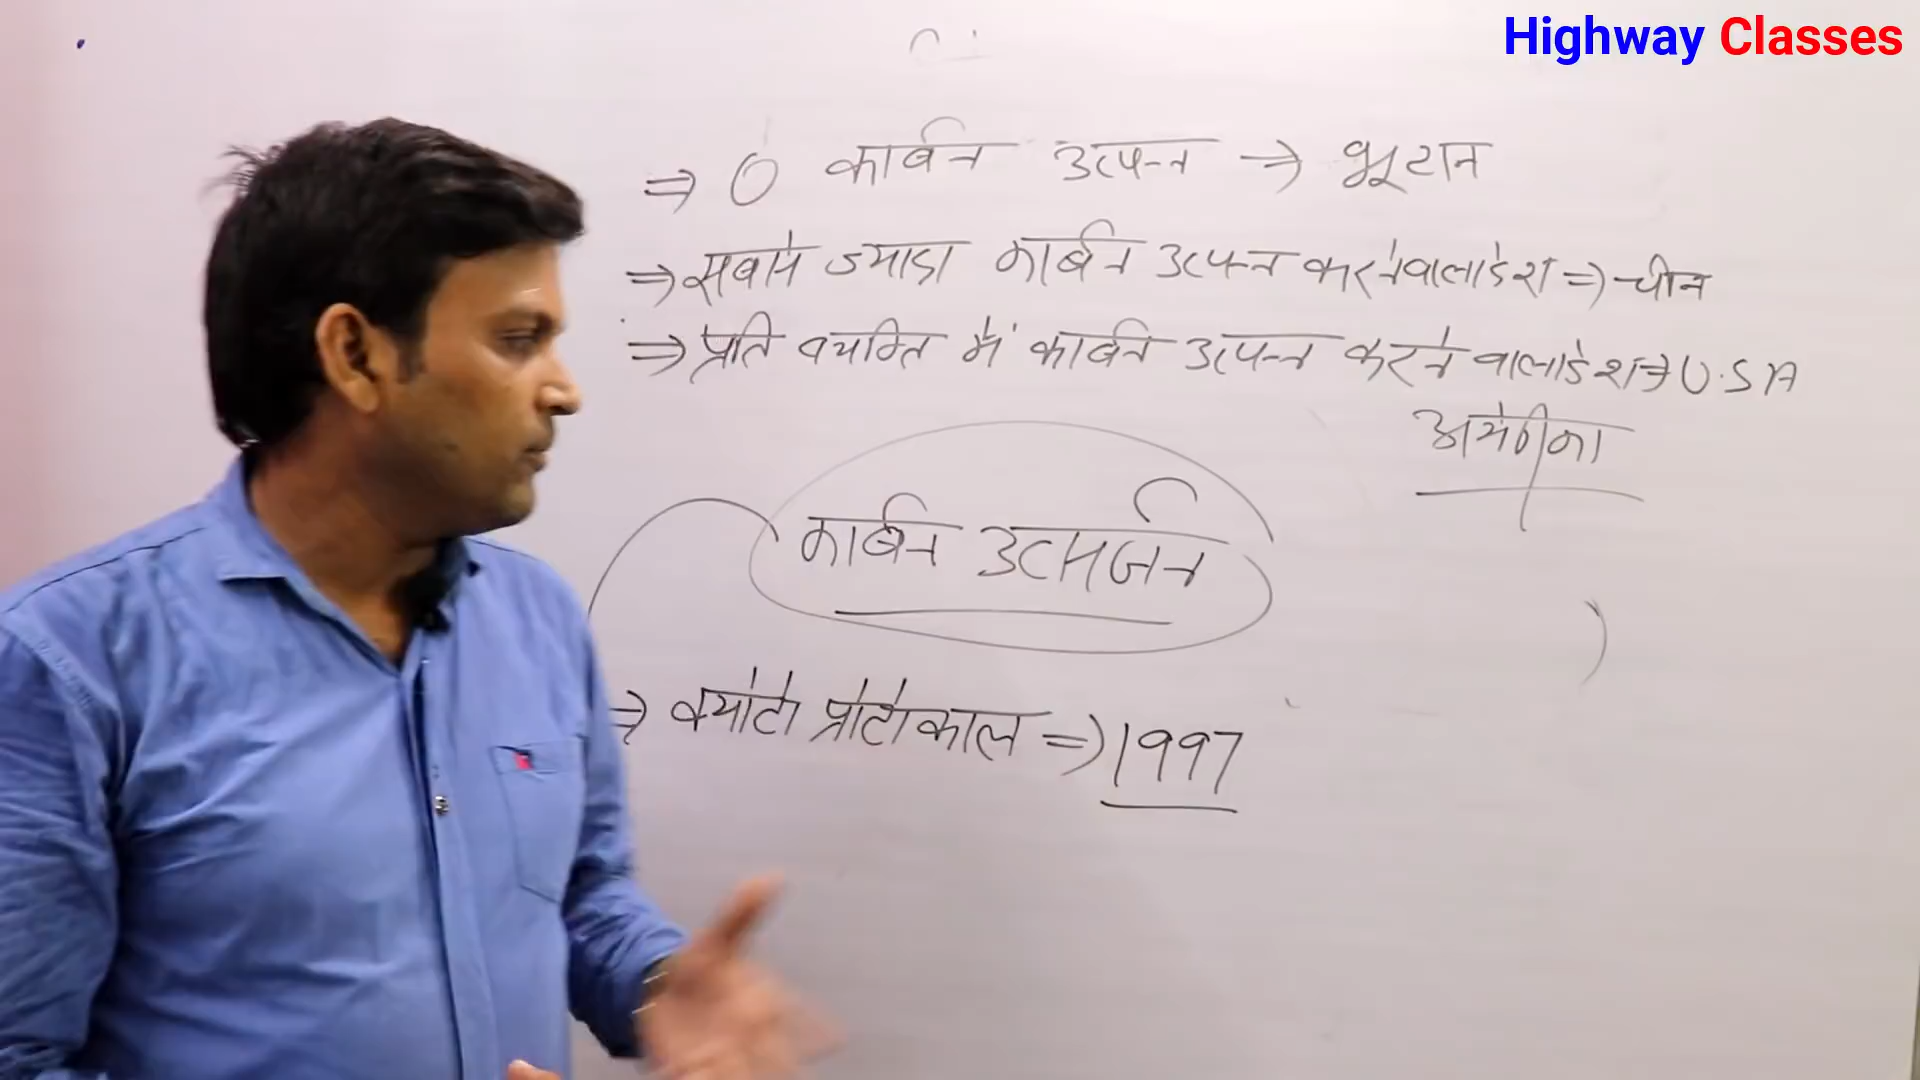 Highway Classes
⇒ 0 कार्बन उत्पन्न → भूटान
⇒ सबसे ज्यादा कार्बन उत्पन्न करने वाला देश ⇒ चीन
⇒ प्रति व्यक्ति में कार्बन उत्पन्न करने वाला देश → U.S.A
अमेरीका
कार्बन उत्सर्जन
⇒ क्योटो प्रोटोकाल ⇒ 1997